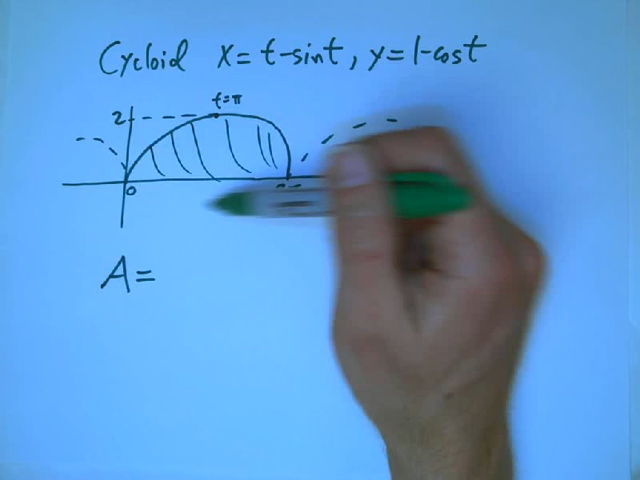 Cycloid x=t-sint, y=1-cost
t=π
2
0
A=